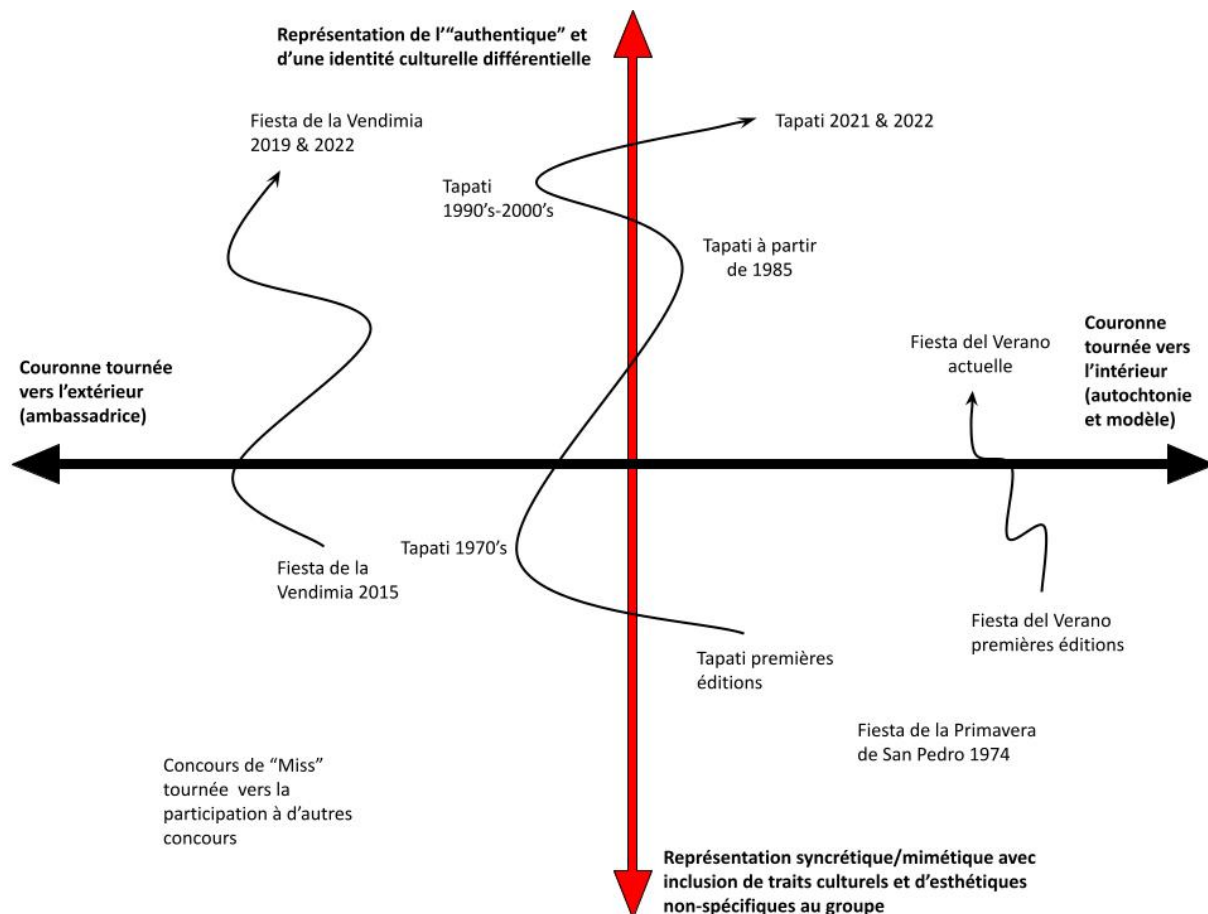 Représentation de l’“authentique” et
d’une identité culturelle différentielle
Fiesta de la Vendimia
2019 & 2022
Tapati 2021 & 2022
Tapati
1990’s-2000’s
Tapati à partir
de 1985
Couronne tournée
vers l’extérieur
(ambassadrice)
Fiesta del Verano
actuelle
Couronne
tournée vers
l’intérieur
(autochtonie
et modèle)
Tapati 1970’s
Fiesta de la
Vendimia 2015
Fiesta del Verano
premières éditions
Tapati premières
éditions
Fiesta de la Primavera
de San Pedro 1974
Concours de “Miss”
tournée vers la
participation à d’autres
concours
Représentation syncrétique/mimétique avec
inclusion de traits culturels et d’esthétiques
non-spécifiques au groupe